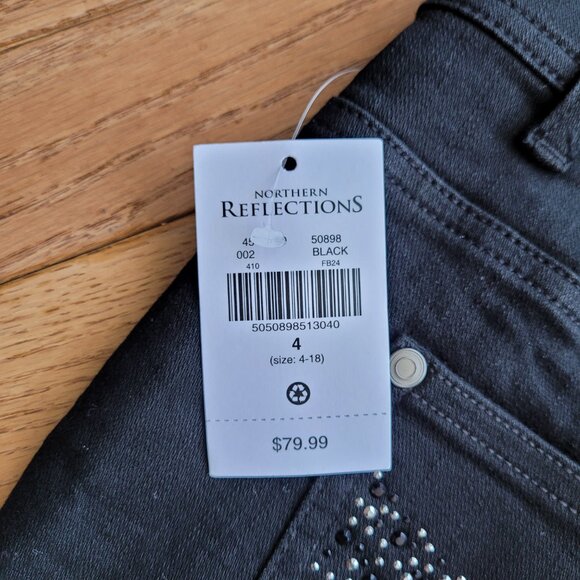 NORTHERN
REFLECTIONS
50898
002 BLACK
410 FB24
5050898513040
4
(size: 4-18)
$79.99